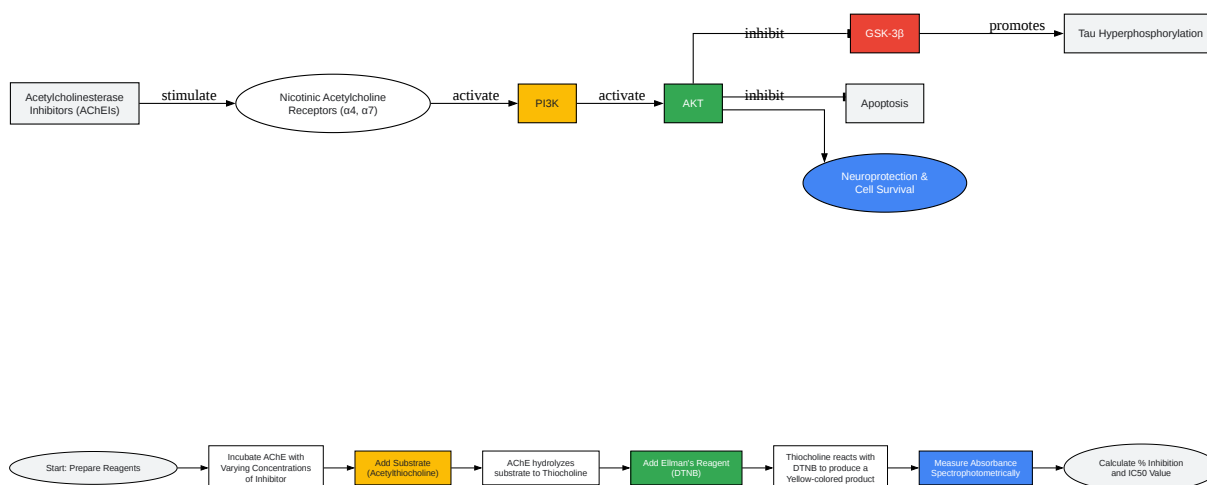 inhibit
GSK-3β
promotes
Tau Hyperphosphorylation
Acetylcholinesterase
Inhibitors (AChEIs)
stimulate
Nicotinic Acetylcholine
Receptors (α4, α7)
activate
PI3K
activate
AKT
inhibit
Apoptosis
Neuroprotection &
Cell Survival
Start: Prepare Reagents
Incubate AChE with
Varying Concentrations
of Inhibitor
Add Substrate
(Acetylthiocholine)
AChE hydrolyzes
substrate to Thiocholine
Add Ellman's Reagent
(DTNB)
Thiocholine reacts with
DTNB to produce a
Yellow-colored product
Measure Absorbance
Spectrophotometrically
Calculate % Inhibition
and IC50 Value